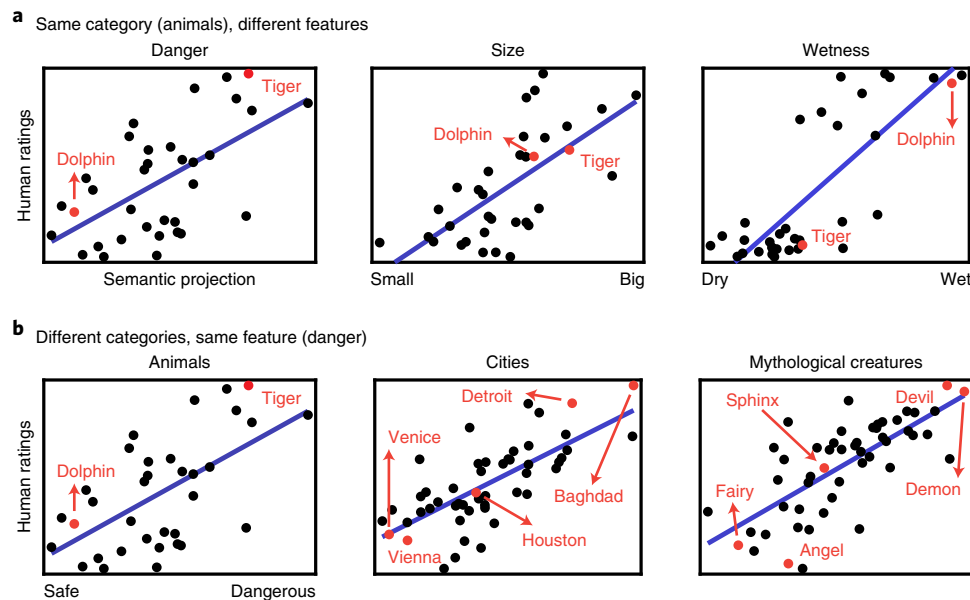 a Same category (animals), different features
Danger
Size
Wetness
Human ratings
Tiger
Dolphin
Dolphin
Tiger
Dolphin
Tiger
Semantic projection
Small
Big
Dry
Wet
b Different categories, same feature (danger)
Animals
Cities
Mythological creatures
Human ratings
Tiger
Dolphin
Detroit
Venice
Baghdad
Houston
Vienna
Sphinx
Devil
Fairy
Demon
Angel
Safe
Dangerous